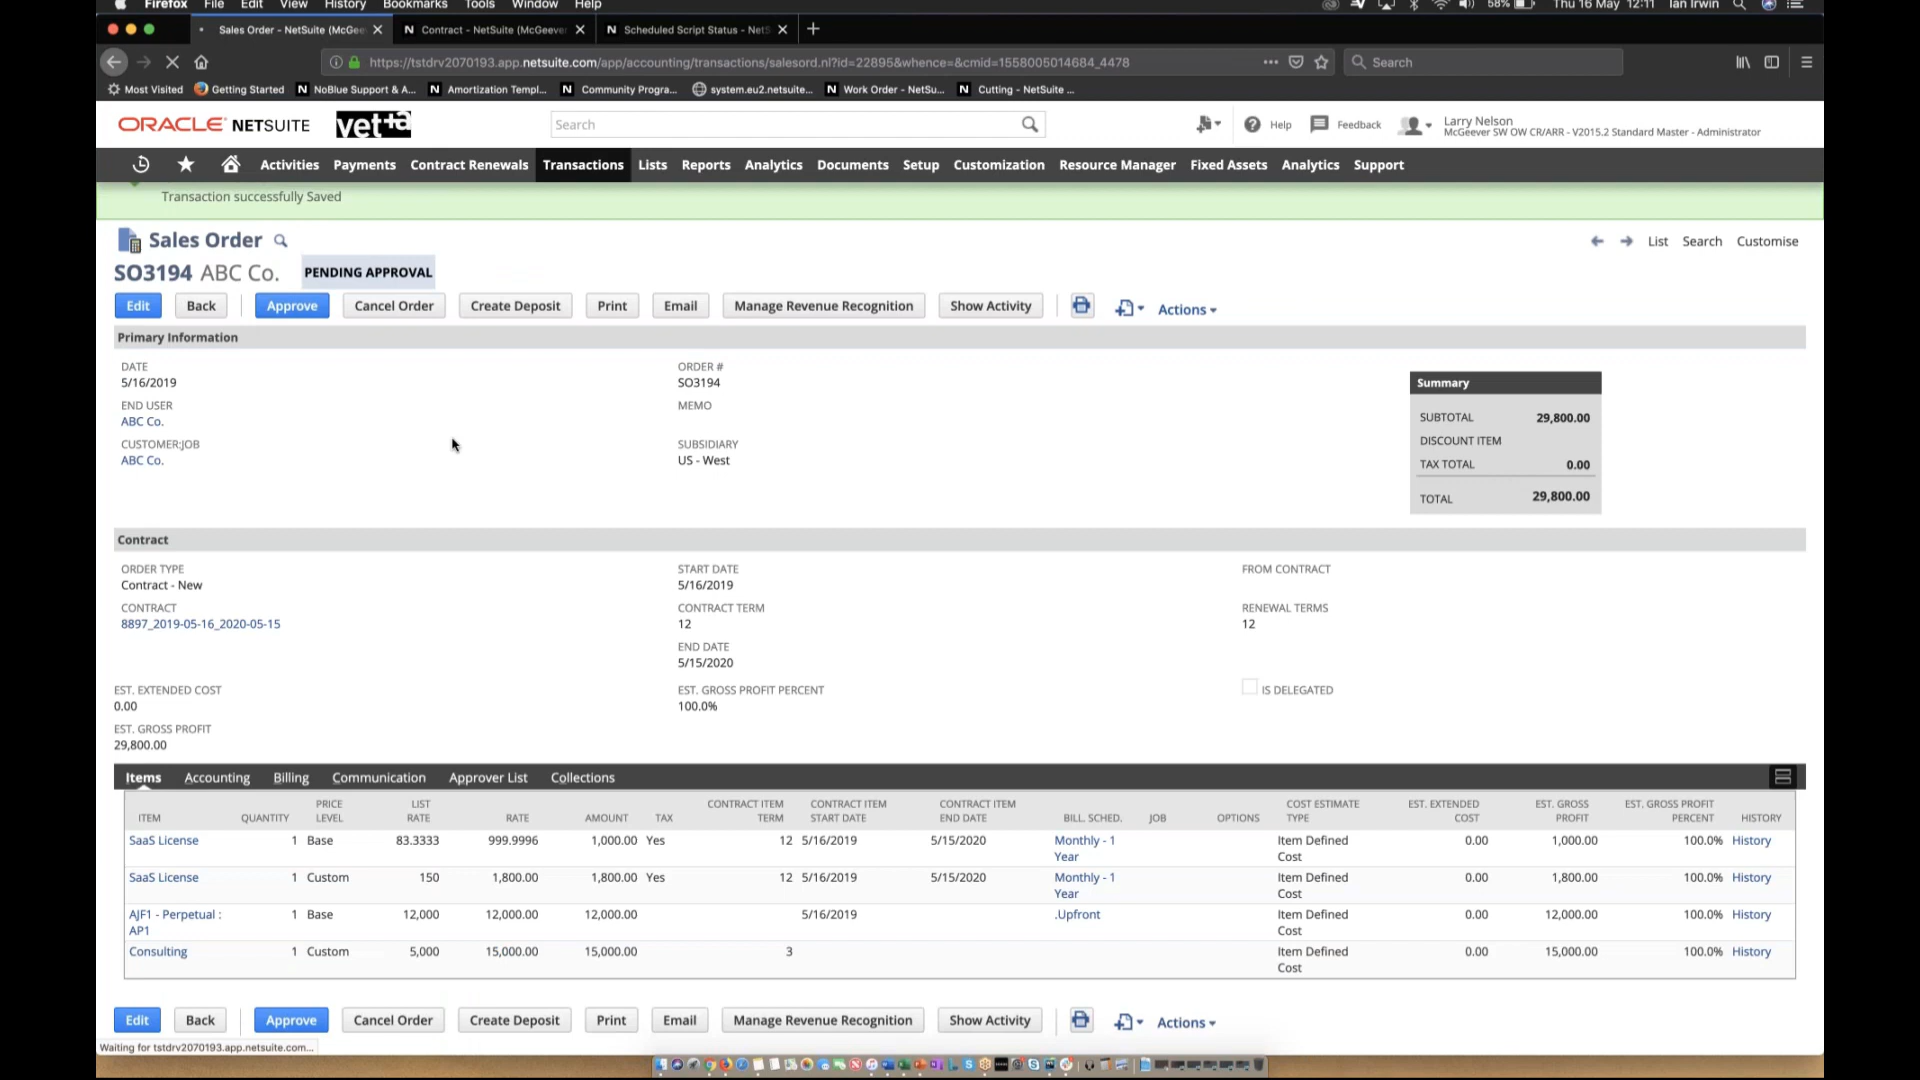 Firefox File Edit View History Bookmarks Tools Window Help 58% Thu 16 May 12:11 Ian Irwin
Sales Order - NetSuite (McGee Contract - NetSuite (McGeever Scheduled Script Status - NetS
https://tstdrv2070193.app.netsuite.com/app/accounting/transactions/salesord.nl?id=22895&whence=&cmid=1558005014684_4478 Search
Most Visited Getting Started NoBlue Support & A... Amortization Templ... Community Progra... system.eu2.netsuite... Work Order - NetSu... Cutting - NetSuite ...
ORACLE NETSUITE vet+a Search Help Feedback Larry Nelson
McGeever SW OW CR/ARR - V2015.2 Standard Master - Administrator
Activities Payments Contract Renewals Transactions Lists Reports Analytics Documents Setup Customization Resource Manager Fixed Assets Analytics Support
Transaction successfully Saved
Sales Order List Search Customise
SO3194 ABC Co. PENDING APPROVAL
Edit Back Approve Cancel Order Create Deposit Print Email Manage Revenue Recognition Show Activity Actions
Primary Information
DATE ORDER #
5/16/2019 SO3194
Summary
END USER MEMO
ABC Co.
SUBTOTAL 29,800.00
DISCOUNT ITEM
CUSTOMER:JOB SUBSIDIARY
ABC Co. US - West
TAX TOTAL 0.00
TOTAL 29,800.00
Contract
ORDER TYPE START DATE FROM CONTRACT
Contract - New 5/16/2019
CONTRACT CONTRACT TERM RENEWAL TERMS
8897_2019-05-16_2020-05-15 12 12
END DATE
5/15/2020
EST. EXTENDED COST EST. GROSS PROFIT PERCENT IS DELEGATED
0.00 100.0%
EST. GROSS PROFIT
29,800.00
Items Accounting Billing Communication Approver List Collections
PRICE LIST CONTRACT ITEM CONTRACT ITEM CONTRACT ITEM COST ESTIMATE EST. EXTENDED EST. GROSS EST. GROSS PROFIT
ITEM QUANTITY LEVEL RATE RATE AMOUNT TAX TERM START DATE END DATE BILL. SCHED. JOB OPTIONS TYPE COST PROFIT PERCENT HISTORY
SaaS License 1 Base 83.3333 999.9996 1,000.00 Yes 12 5/16/2019 5/15/2020 Monthly - 1 Item Defined 0.00 1,000.00 100.0% History
Year Cost
SaaS License 1 Custom 150 1,800.00 1,800.00 Yes 12 5/16/2019 5/15/2020 Monthly - 1 Item Defined 0.00 1,800.00 100.0% History
Year Cost
AJF1 - Perpetual : 1 Base 12,000 12,000.00 12,000.00 5/16/2019 .Upfront Item Defined 0.00 12,000.00 100.0% History
AP1 Cost
Consulting 1 Custom 5,000 15,000.00 15,000.00 3 Item Defined 0.00 15,000.00 100.0% History
Cost
Edit Back Approve Cancel Order Create Deposit Print Email Manage Revenue Recognition Show Activity Actions
Waiting for tstdrv2070193.app.netsuite.com...